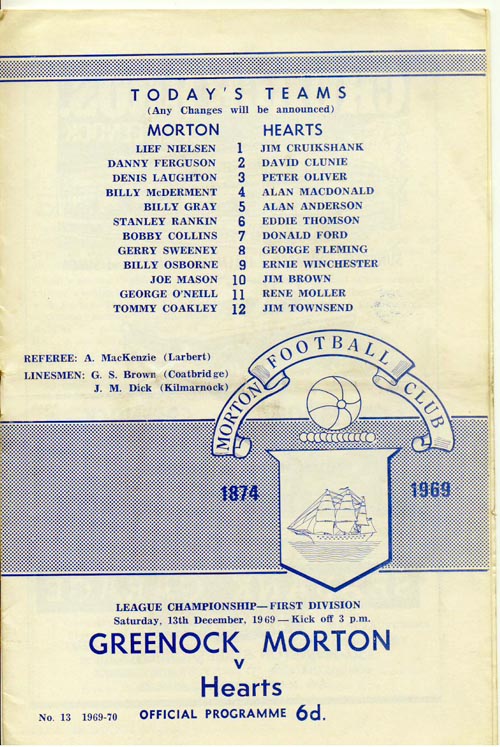 TODAY'S TEAMS
(Any Changes will be announced)
MORTON HEARTS
LIEF NIELSEN 1 JIM CRUIKSHANK
DANNY FERGUSON 2 DAVID CLUNIE
DENIS LAUGHTON 3 PETER OLIVER
BILLY McDERMENT 4 ALAN MACDONALD
BILLY GRAY 5 ALAN ANDERSON
STANLEY RANKIN 6 EDDIE THOMSON
BOBBY COLLINS 7 DONALD FORD
GERRY SWEENEY 8 GEORGE FLEMING
BILLY OSBORNE 9 ERNIE WINCHESTER
JOE MASON 10 JIM BROWN
GEORGE O'NEILL 11 RENE MOLLER
TOMMY COAKLEY 12 JIM TOWNSEND
REFEREE: A. MacKenzie (Larbert)
LINESMEN: G. S. Brown (Coatbridge)
J. M. Dick (Kilmarnock)
MORTON FOOTBALL CLUB
1874 1969
LEAGUE CHAMPIONSHIP—FIRST DIVISION
Saturday, 13th December, 1969—Kick off 3 p.m.
GREENOCK MORTON
v
Hearts
No. 13 1969-70 OFFICIAL PROGRAMME 6d.